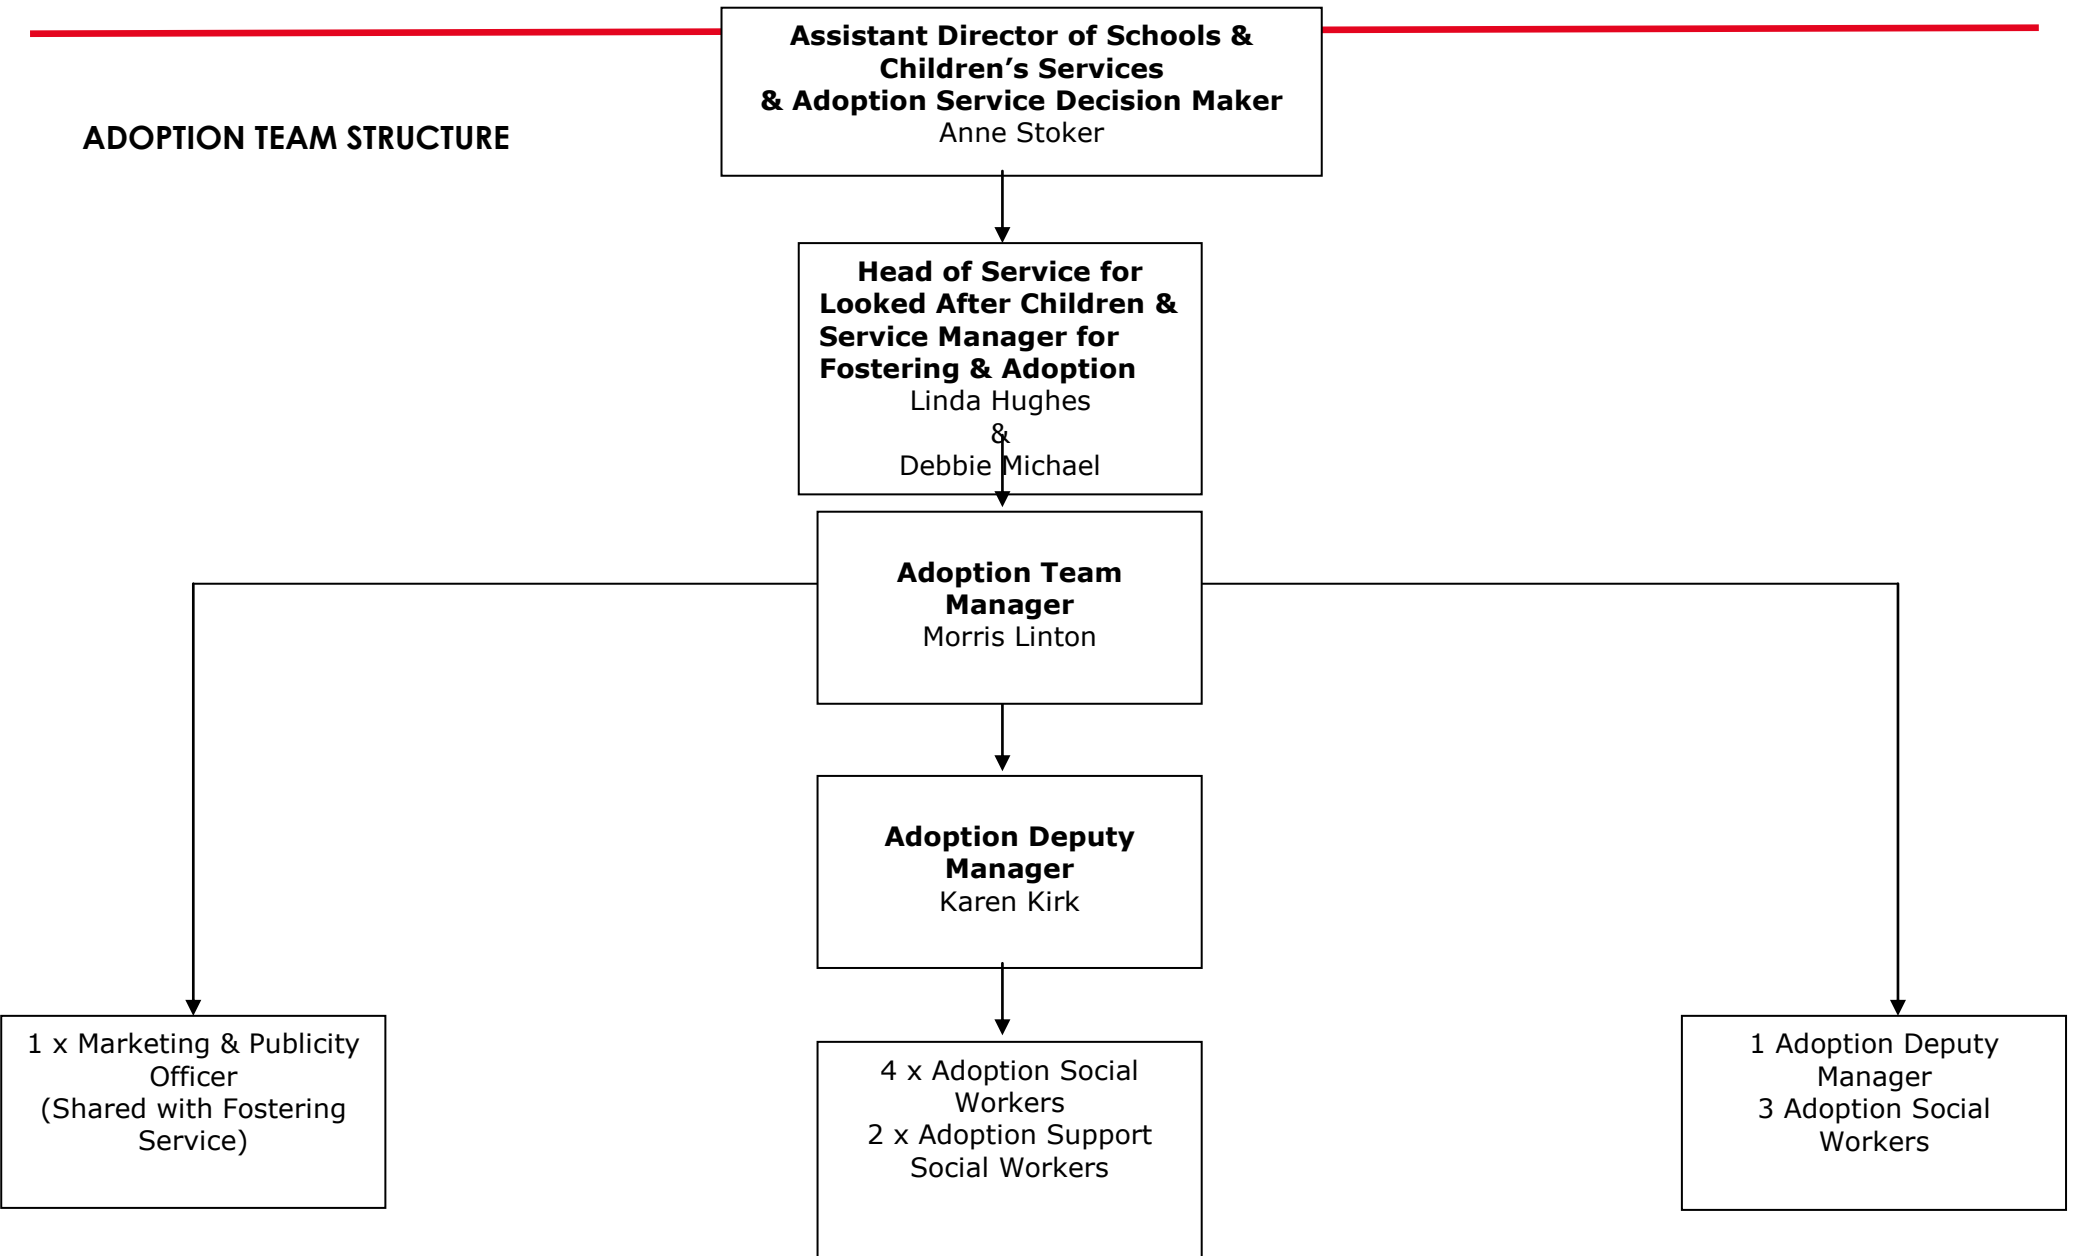 Assistant Director of Schools &
Children’s Services
& Adoption Service Decision Maker
Anne Stoker
ADOPTION TEAM STRUCTURE
Head of Service for
Looked After Children &
Service Manager for
Fostering & Adoption
Linda Hughes
&
Debbie Michael
Adoption Team
Manager
Morris Linton
Adoption Deputy
Manager
Karen Kirk
1 x Marketing & Publicity
Officer
(Shared with Fostering
Service)
4 x Adoption Social
Workers
2 x Adoption Support
Social Workers
1 Adoption Deputy
Manager
3 Adoption Social
Workers